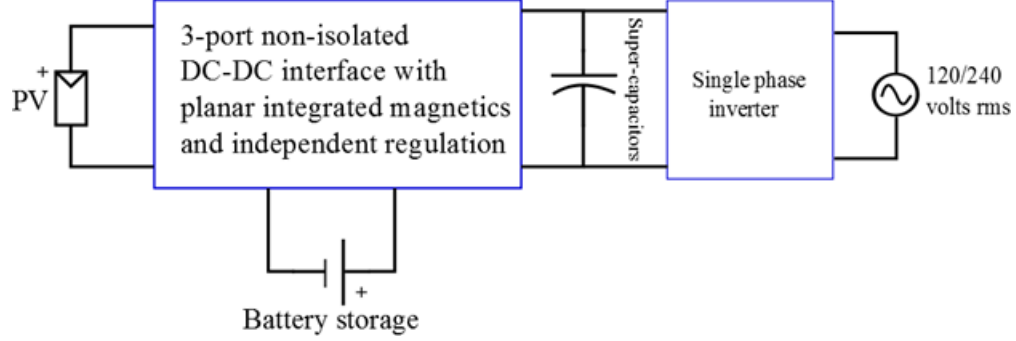 3-port non-isolated
DC-DC interface with
planar integrated magnetics
and independent regulation
+
PV
Super-capacitors
Single phase
inverter
120/240
volts rms
+
Battery storage